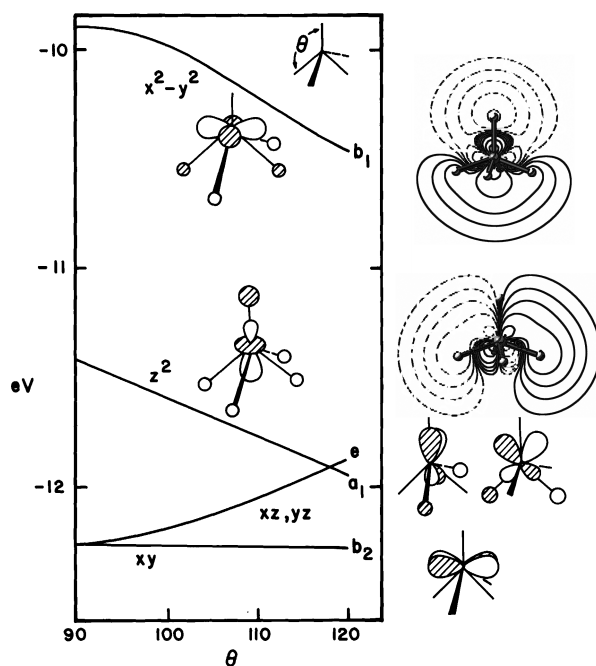 -10
θ
x²-y²
b₁
-11
z²
eV
e
a₁
-12
xz, yz
b₂
xy
90
100
110
120
θ